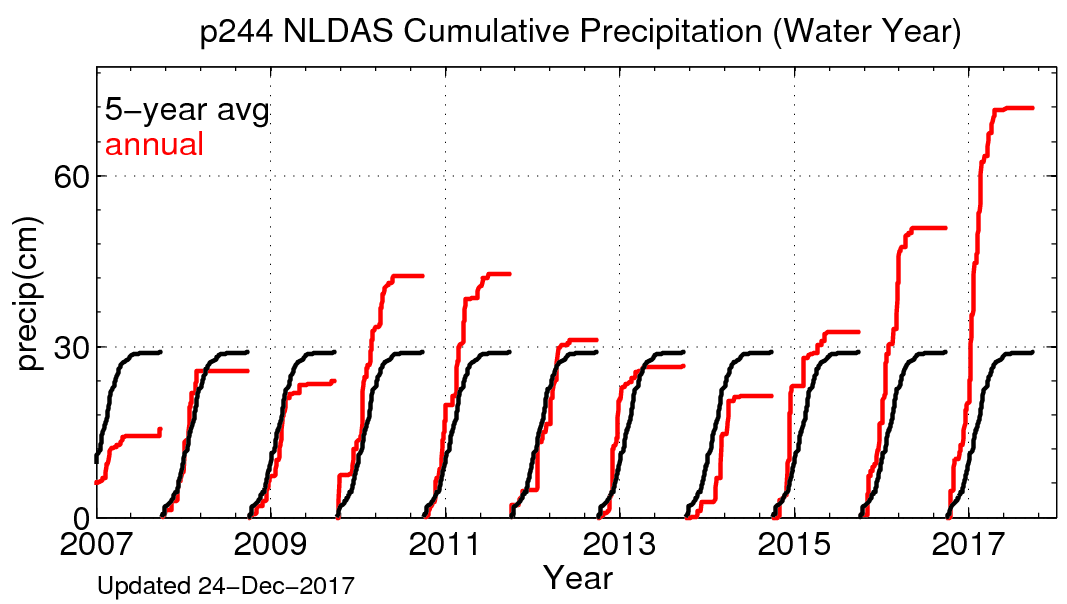 p244 NLDAS Cumulative Precipitation (Water Year)
5−year avg
annual
60
30
0
precip(cm)
2007 2009 2011 2013 2015 2017
Year
Updated 24−Dec−2017